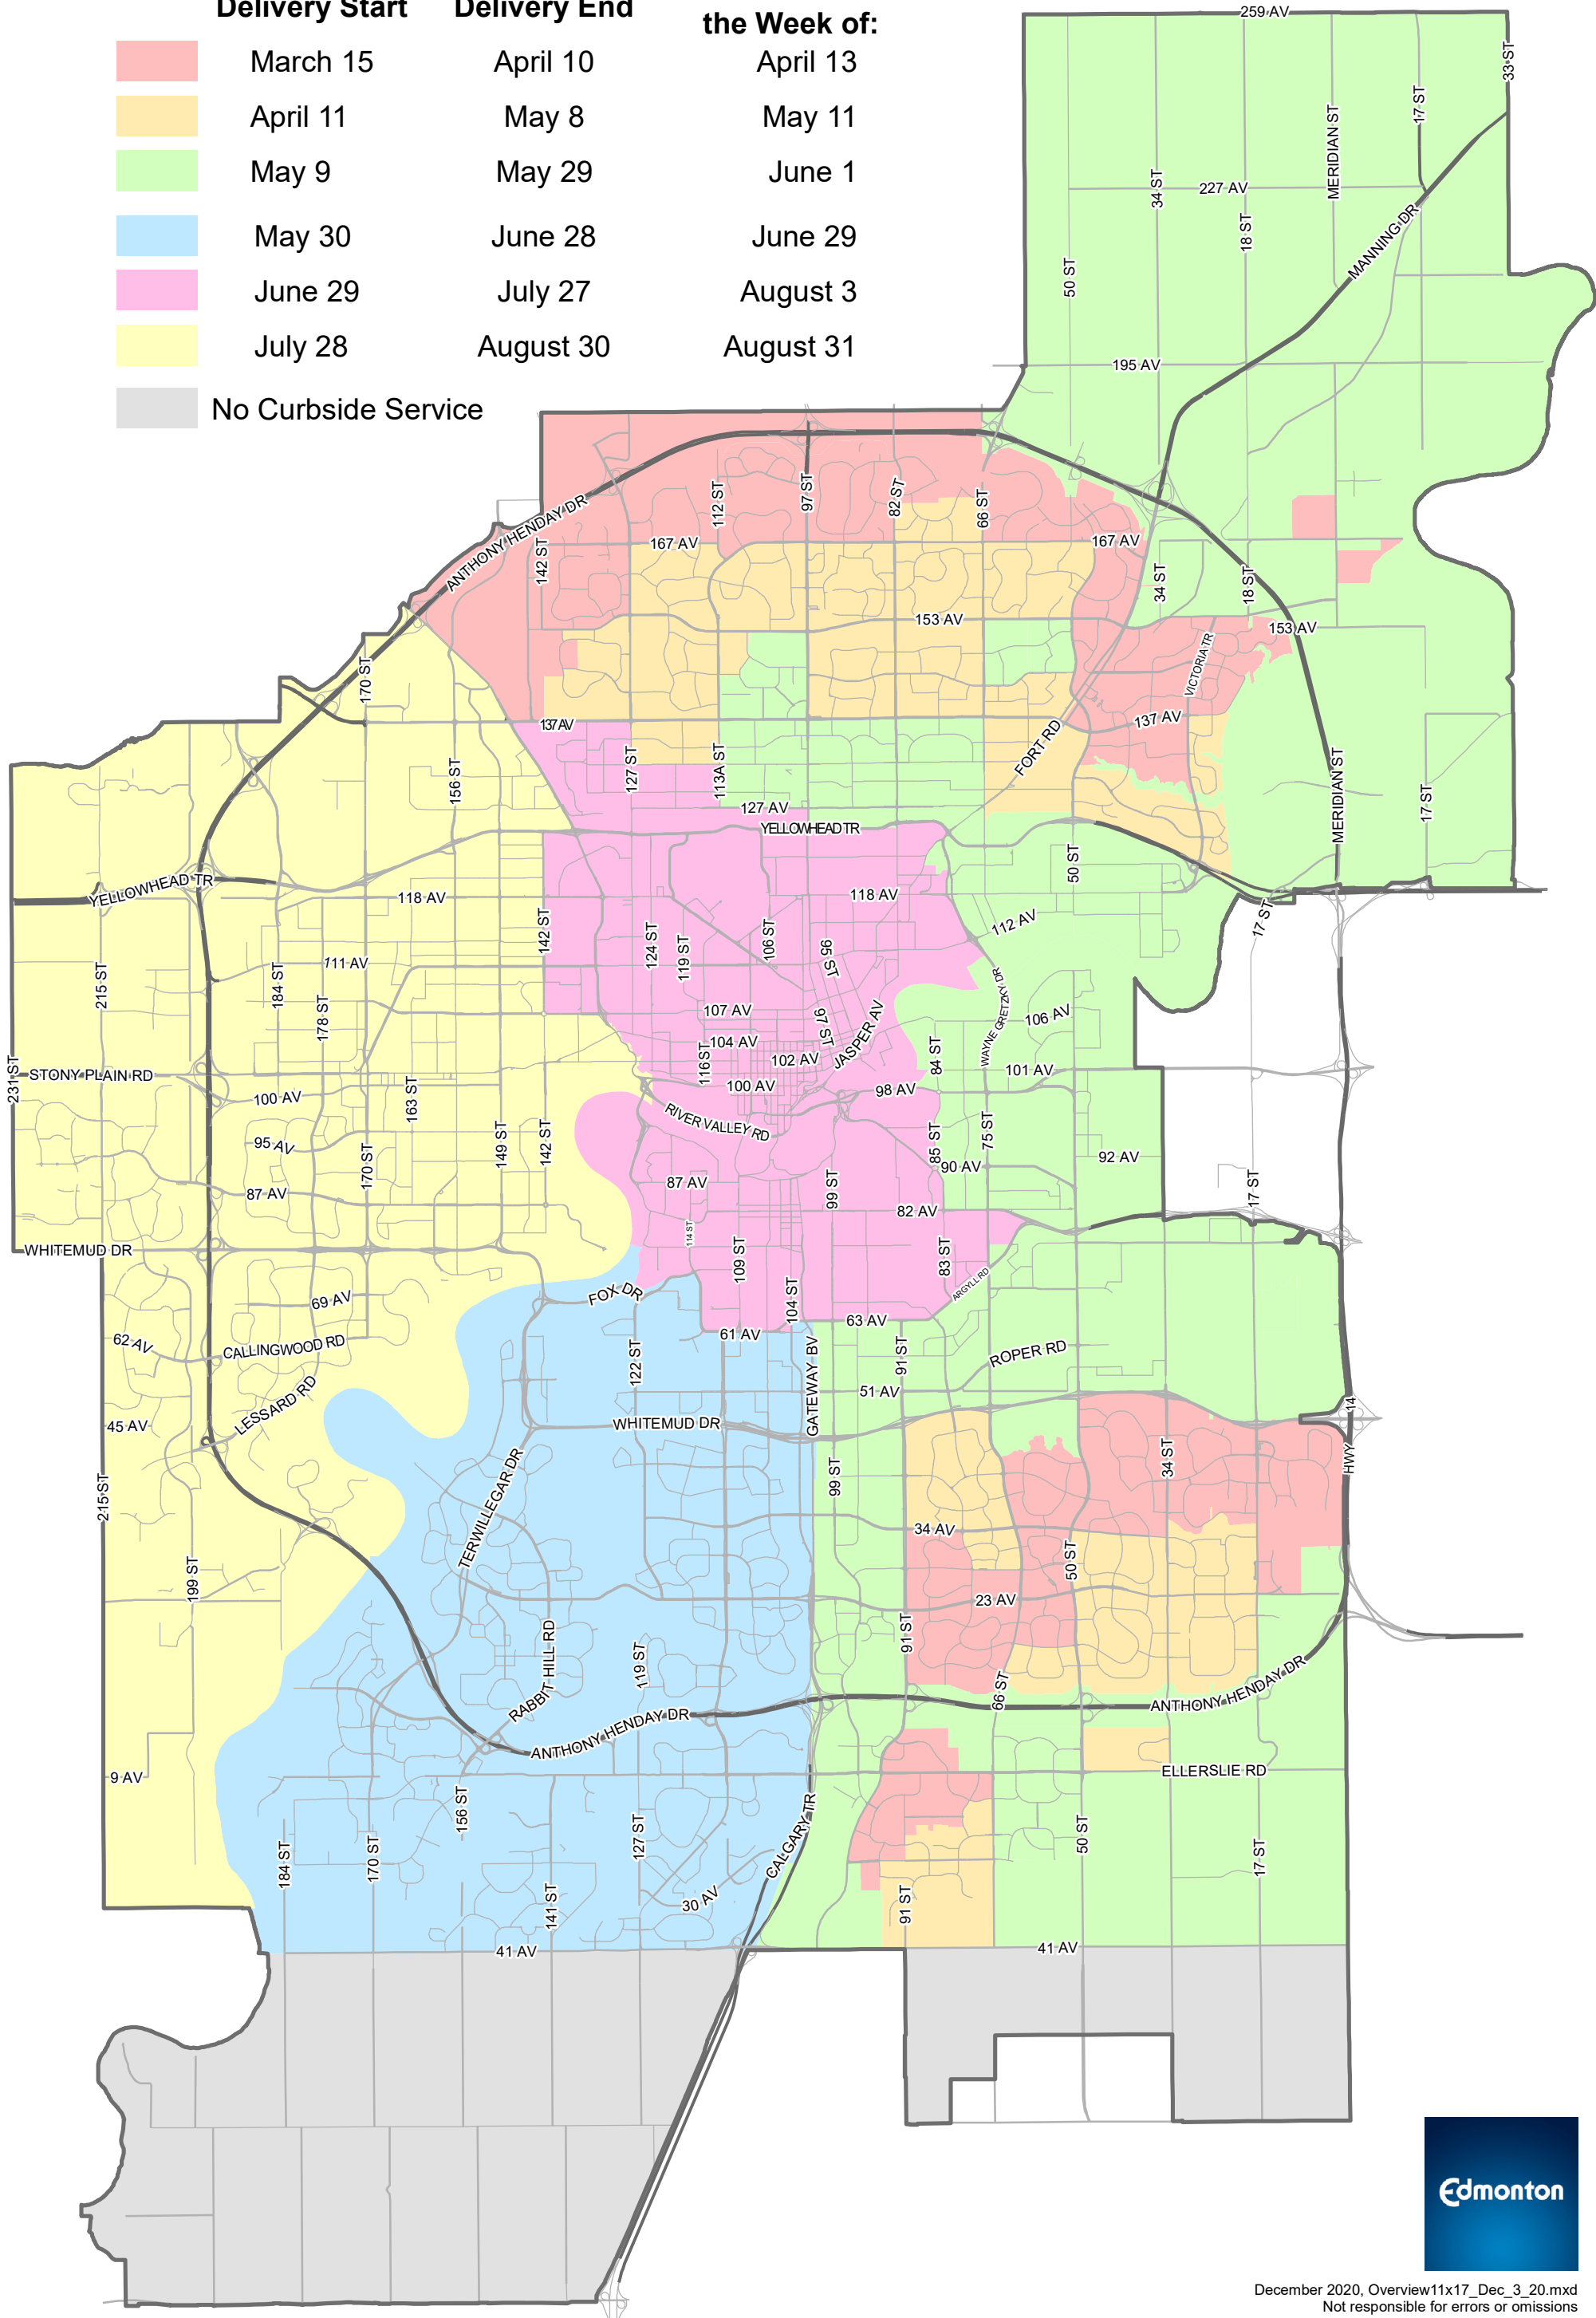 Delivery Start Delivery End
the Week of:
March 15 April 10 April 13
April 11 May 8 May 11
May 9 May 29 June 1
May 30 June 28 June 29
June 29 July 27 August 3
July 28 August 30 August 31
No Curbside Service
259 AV
33 ST
17 ST
MERIDIAN ST
34 ST
227 AV
18 ST
MANNING DR
50 ST
195 AV
ANTHONY HENDAY DR
142 ST
112 ST
97 ST
82 ST
66 ST
167 AV
167 AV
34 ST
18 ST
153 AV
153 AV
VICTORIA TR
170 ST
137 AV
137 AV
FORT RD
156 ST
127 ST
113A ST
127 AV
YELLOWHEAD TR
MERIDIAN ST
17 ST
50 ST
YELLOWHEAD TR
118 AV
118 AV
112 AV
17 ST
142 ST
124 ST
119 ST
106 ST
95 ST
111 AV
215 ST
184 ST
178 ST
107 AV
97 ST
JASPER AV
WAYNE GRETZKY DR
106 AV
104 AV
102 AV
84 ST
101 AV
231 ST
STONY PLAIN RD
116 ST
100 AV
98 AV
100 AV
163 ST
RIVER VALLEY RD
95 AV
170 ST
149 ST
142 ST
85 ST
75 ST
90 AV
92 AV
87 AV
87 AV
99 ST
17 ST
82 AV
114 ST
WHITEMUD DR
109 ST
83 ST
ARGYLL RD
69 AV
FOX DR
104 ST
63 AV
62 AV
CALLINGWOOD RD
61 AV
122 ST
GATEWAY BV
91 ST
ROPER RD
LESSARD RD
51 AV
45 AV
WHITEMUD DR
HWY 14
215 ST
TERWILLEGAR DR
99 ST
34 ST
34 AV
199 ST
50 ST
23 AV
RABBIT HILL RD
119 ST
91 ST
66 ST
ANTHONY HENDAY DR
ANTHONY HENDAY DR
9 AV
ELLERSLIE RD
156 ST
127 ST
CALGARY TR
50 ST
17 ST
184 ST
170 ST
141 ST
30 AV
91 ST
41 AV
41 AV
Edmonton
December 2020, Overview11x17_Dec_3_20.mxd
Not responsible for errors or omissions